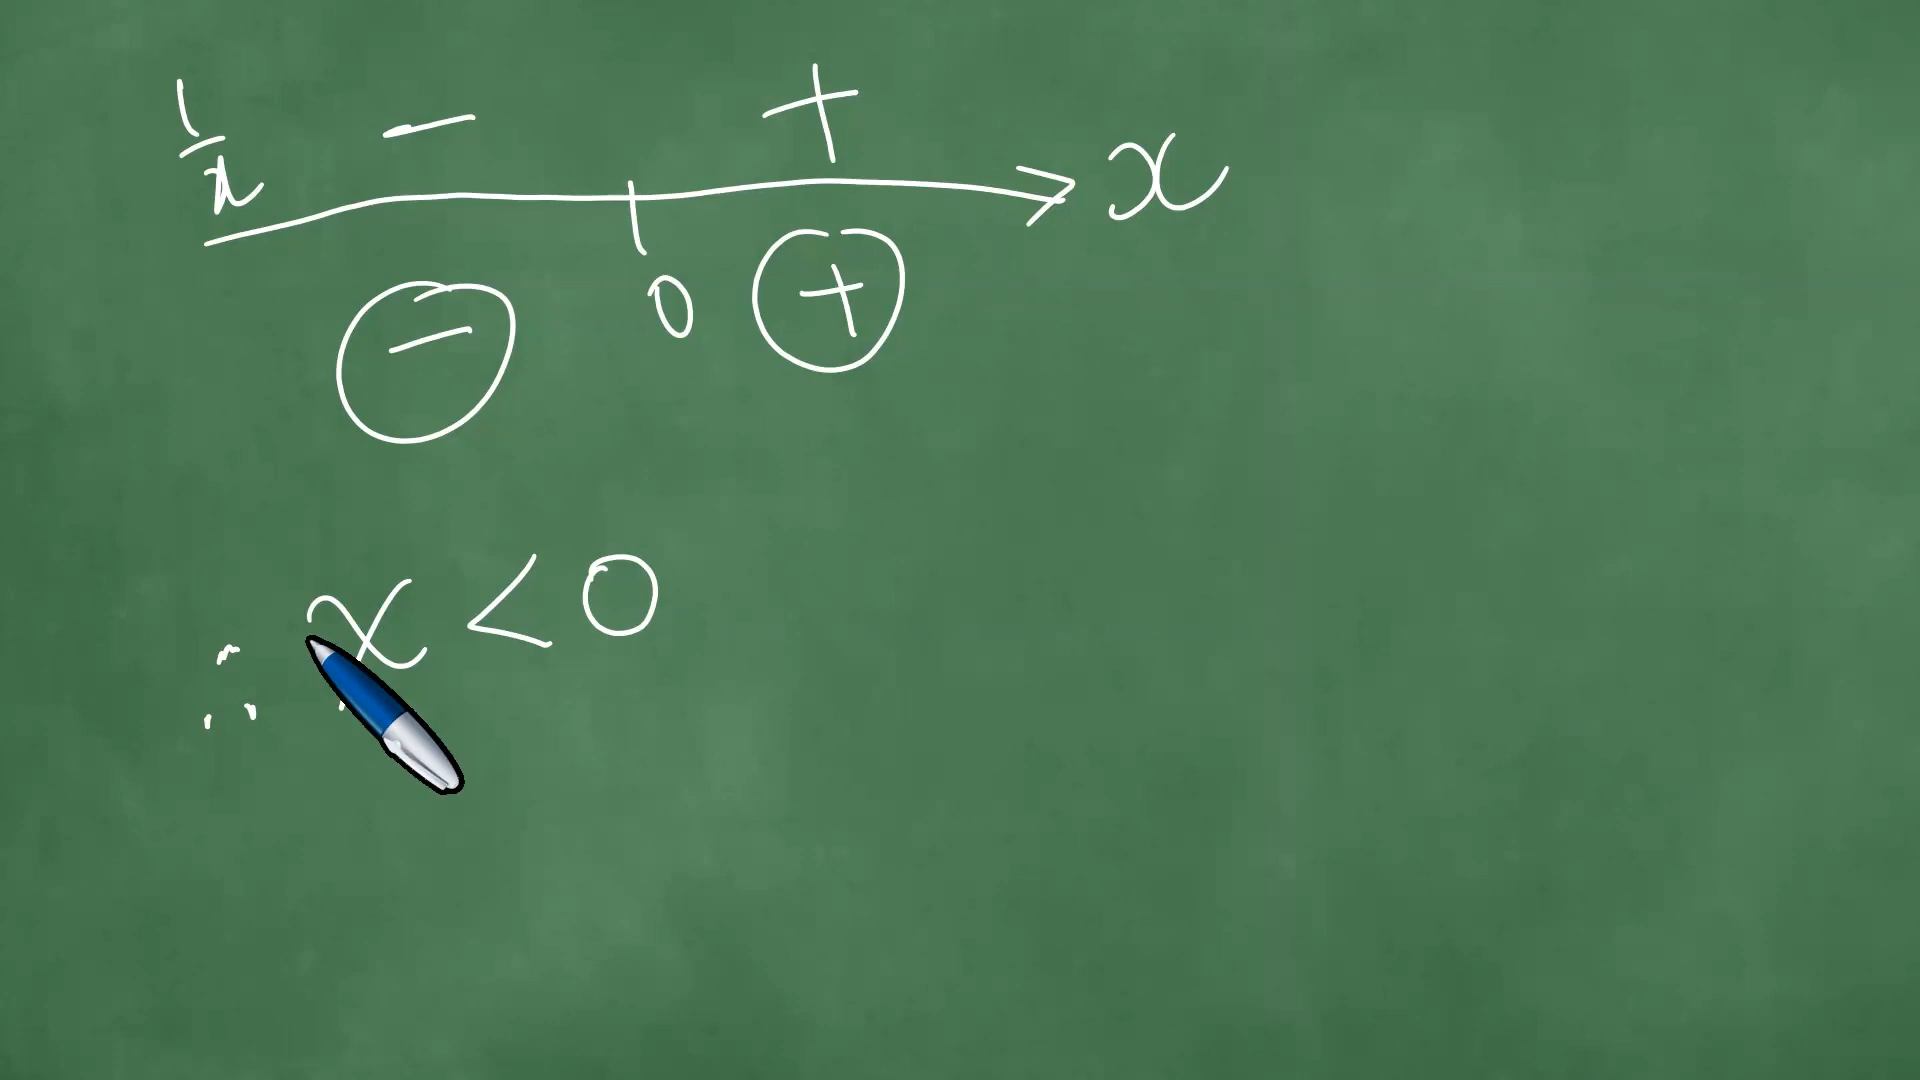 1/x − + x
− 0 +
∴ x < 0